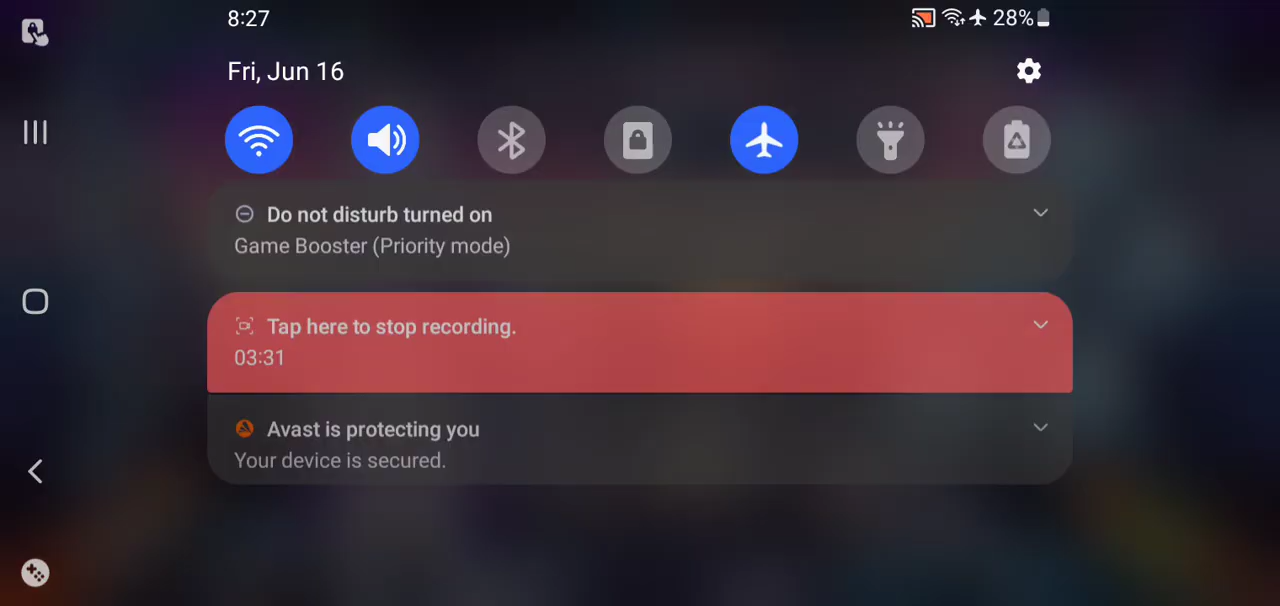 8:27
28%
Fri, Jun 16
Do not disturb turned on
Game Booster (Priority mode)
Tap here to stop recording.
03:31
Avast is protecting you
Your device is secured.